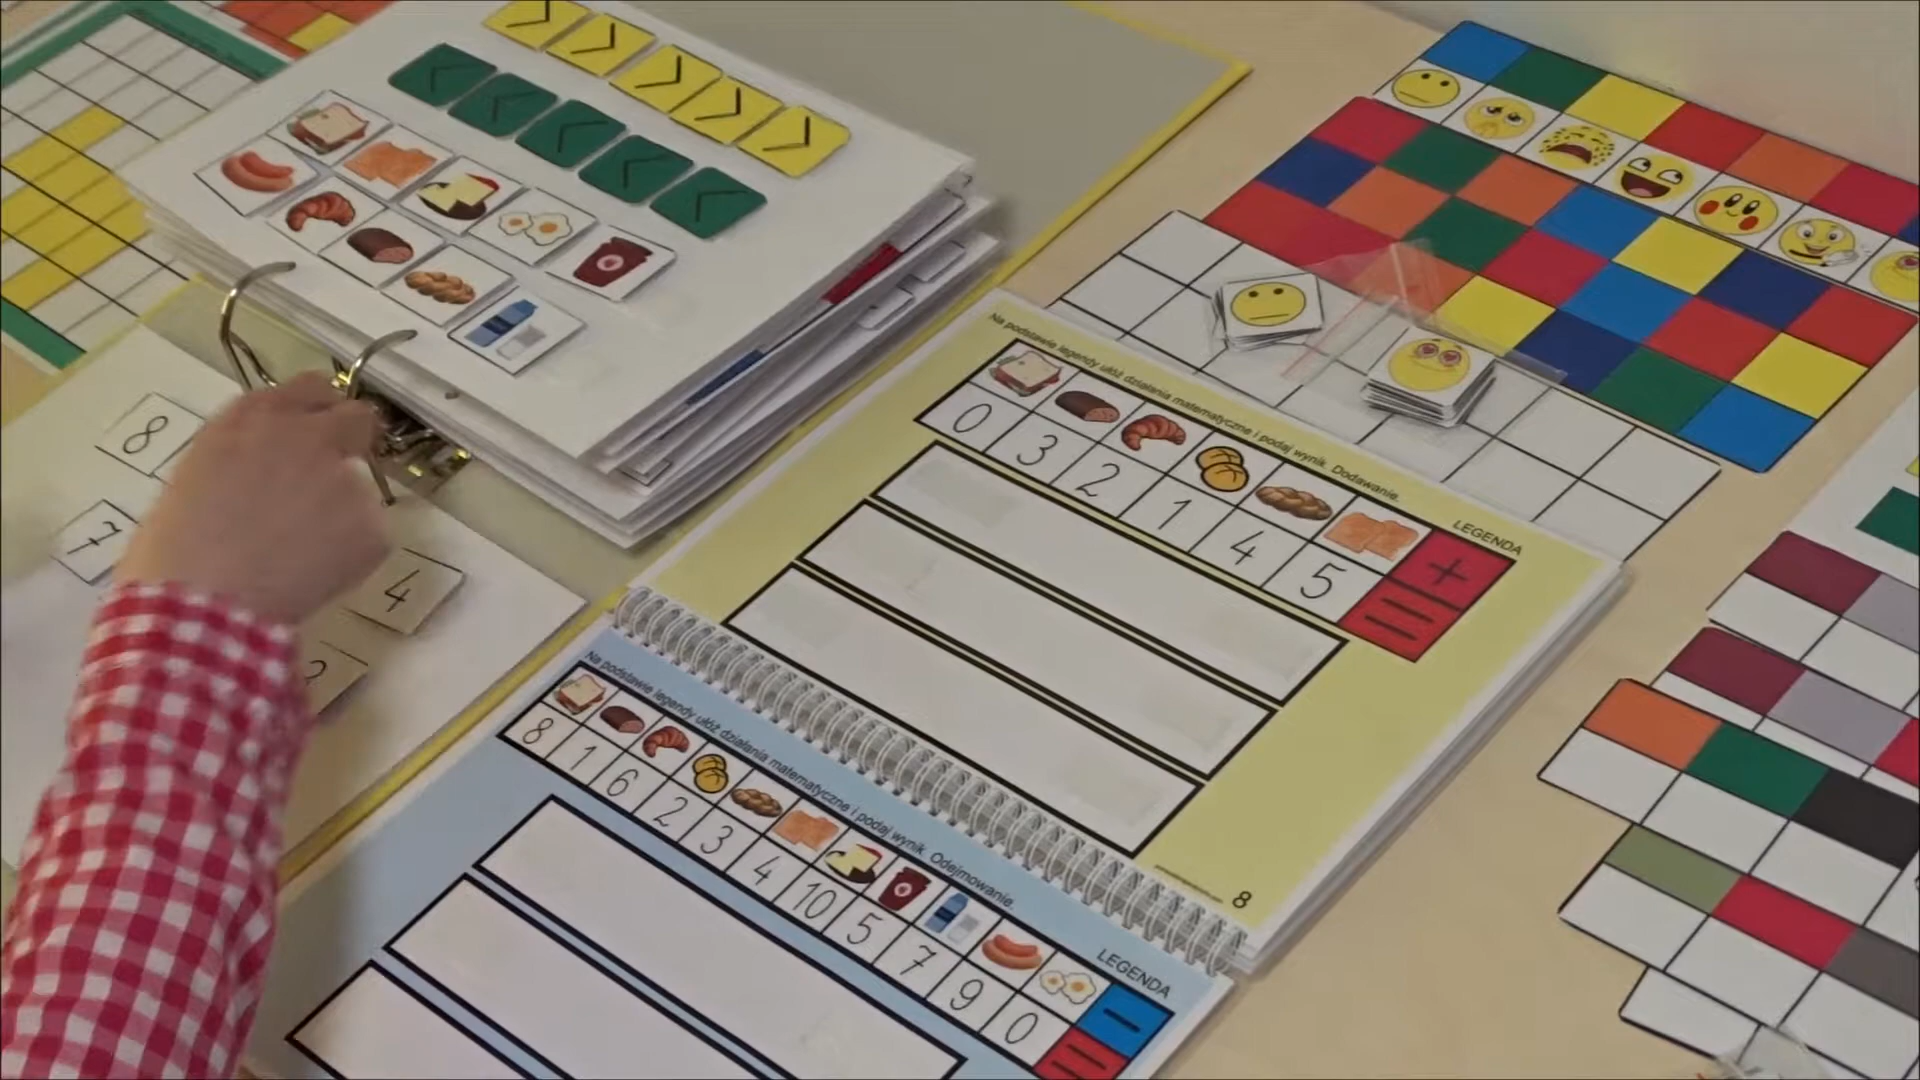 > > > > >
< < < < <
8
7
4
2
Na podstawie legendy ułóż działania matematyczne i podaj wynik. Dodawanie.
LEGENDA
0 3 2 1 4 5 + =
8
Na podstawie legendy ułóż działania matematyczne i podaj wynik. Odejmowanie.
LEGENDA
8 1 6 2 3 4 10 5 7 9 0 - =